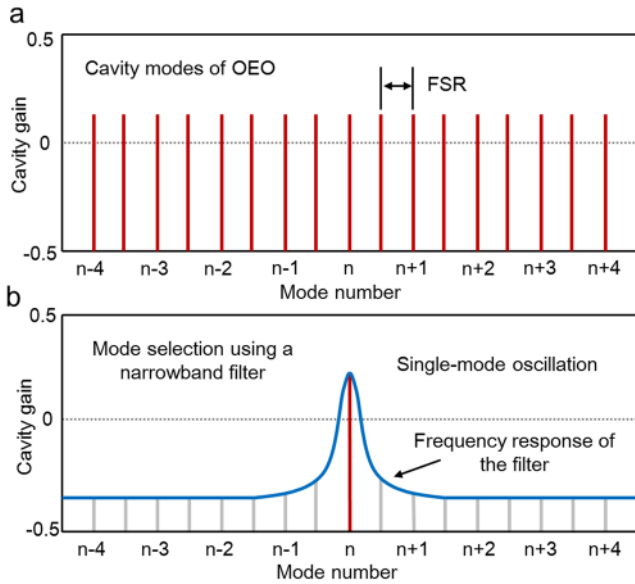 a
0.5
Cavity modes of OEO
FSR
Cavity gain
0
-0.5
n-4 n-3 n-2 n-1 n n+1 n+2 n+3 n+4
Mode number
b
0.5
Mode selection using a
narrowband filter
Single-mode oscillation
Cavity gain
0
Frequency response of
the filter
-0.5
n-4 n-3 n-2 n-1 n n+1 n+2 n+3 n+4
Mode number